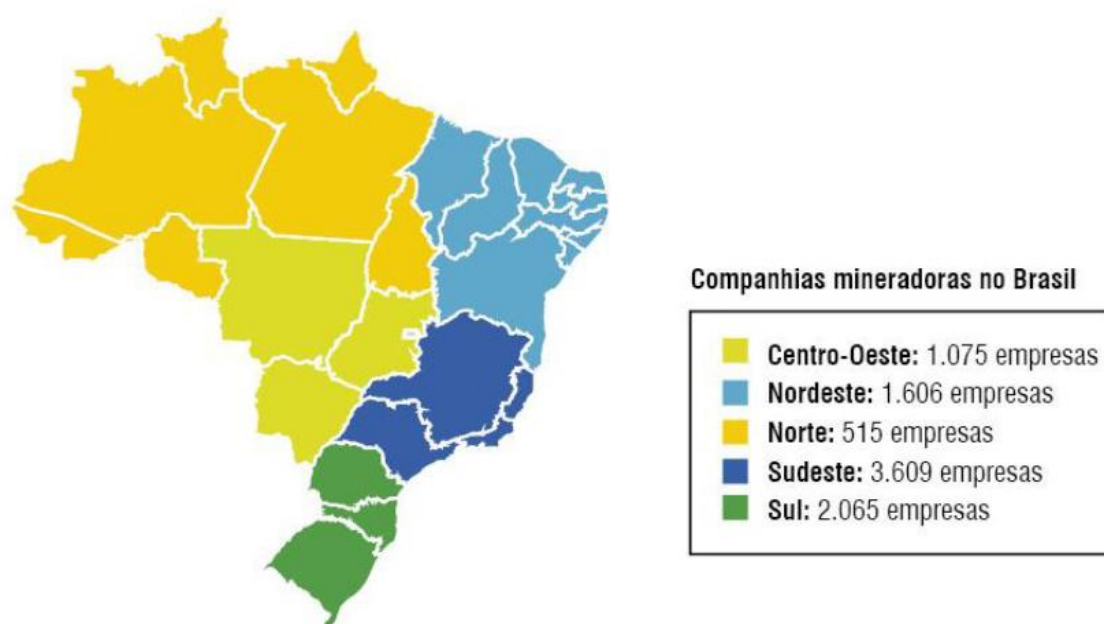 Companhias mineradoras no Brasil
Centro-Oeste: 1.075 empresas
Nordeste: 1.606 empresas
Norte: 515 empresas
Sudeste: 3.609 empresas
Sul: 2.065 empresas